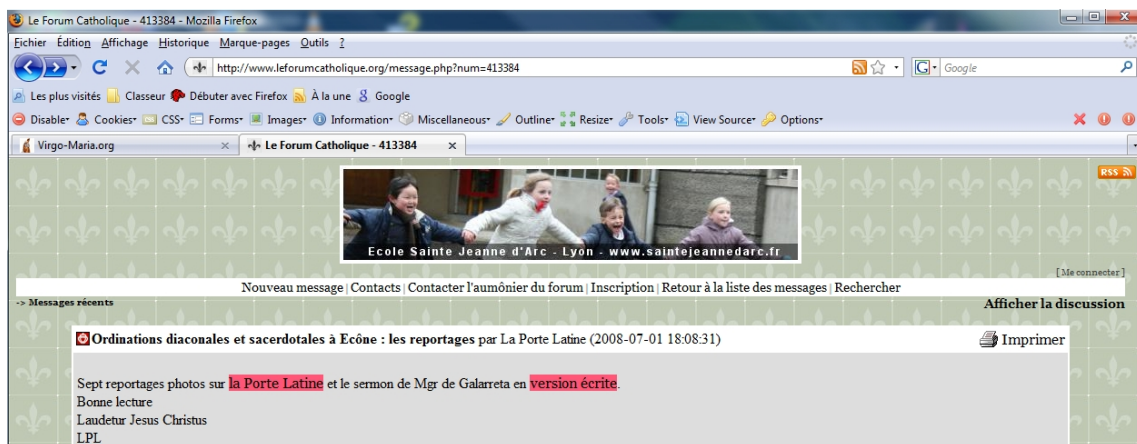 Le Forum Catholique - 413384 - Mozilla Firefox
Fichier Édition Affichage Historique Marque-pages Outils ?
http://www.leforumcatholique.org/message.php?num=413384 G Google
Les plus visités Classeur Débuter avec Firefox À la une Google
Disable Cookies CSS Forms Images Information Miscellaneous Outline Resize Tools View Source Options
Virgo-Maria.org Le Forum Catholique - 413384
RSS
Ecole Sainte Jeanne d'Arc - Lyon - www.saintejeannedarc.fr
[ Me connecter ]
Nouveau message | Contacts | Contacter l'aumônier du forum | Inscription | Retour à la liste des messages | Rechercher
-> Messages récents Afficher la discussion
Ordinations diaconales et sacerdotales à Ecône : les reportages par La Porte Latine (2008-07-01 18:08:31) Imprimer
Sept reportages photos sur la Porte Latine et le sermon de Mgr de Galarreta en version écrite.
Bonne lecture
Laudetur Jesus Christus
LPL